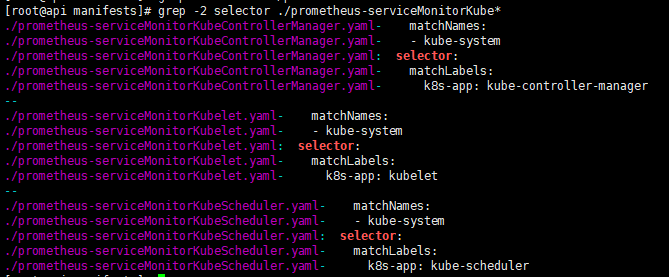 [root@api manifests]# grep -2 selector ./prometheus-serviceMonitorKube*
./prometheus-serviceMonitorKubeControllerManager.yaml-    matchNames:
./prometheus-serviceMonitorKubeControllerManager.yaml-    - kube-system
./prometheus-serviceMonitorKubeControllerManager.yaml:  selector:
./prometheus-serviceMonitorKubeControllerManager.yaml-    matchLabels:
./prometheus-serviceMonitorKubeControllerManager.yaml-      k8s-app: kube-controller-manager
--
./prometheus-serviceMonitorKubelet.yaml-    matchNames:
./prometheus-serviceMonitorKubelet.yaml-    - kube-system
./prometheus-serviceMonitorKubelet.yaml:  selector:
./prometheus-serviceMonitorKubelet.yaml-    matchLabels:
./prometheus-serviceMonitorKubelet.yaml-      k8s-app: kubelet
--
./prometheus-serviceMonitorKubeScheduler.yaml-    matchNames:
./prometheus-serviceMonitorKubeScheduler.yaml-    - kube-system
./prometheus-serviceMonitorKubeScheduler.yaml:  selector:
./prometheus-serviceMonitorKubeScheduler.yaml-    matchLabels:
./prometheus-serviceMonitorKubeScheduler.yaml-      k8s-app: kube-scheduler